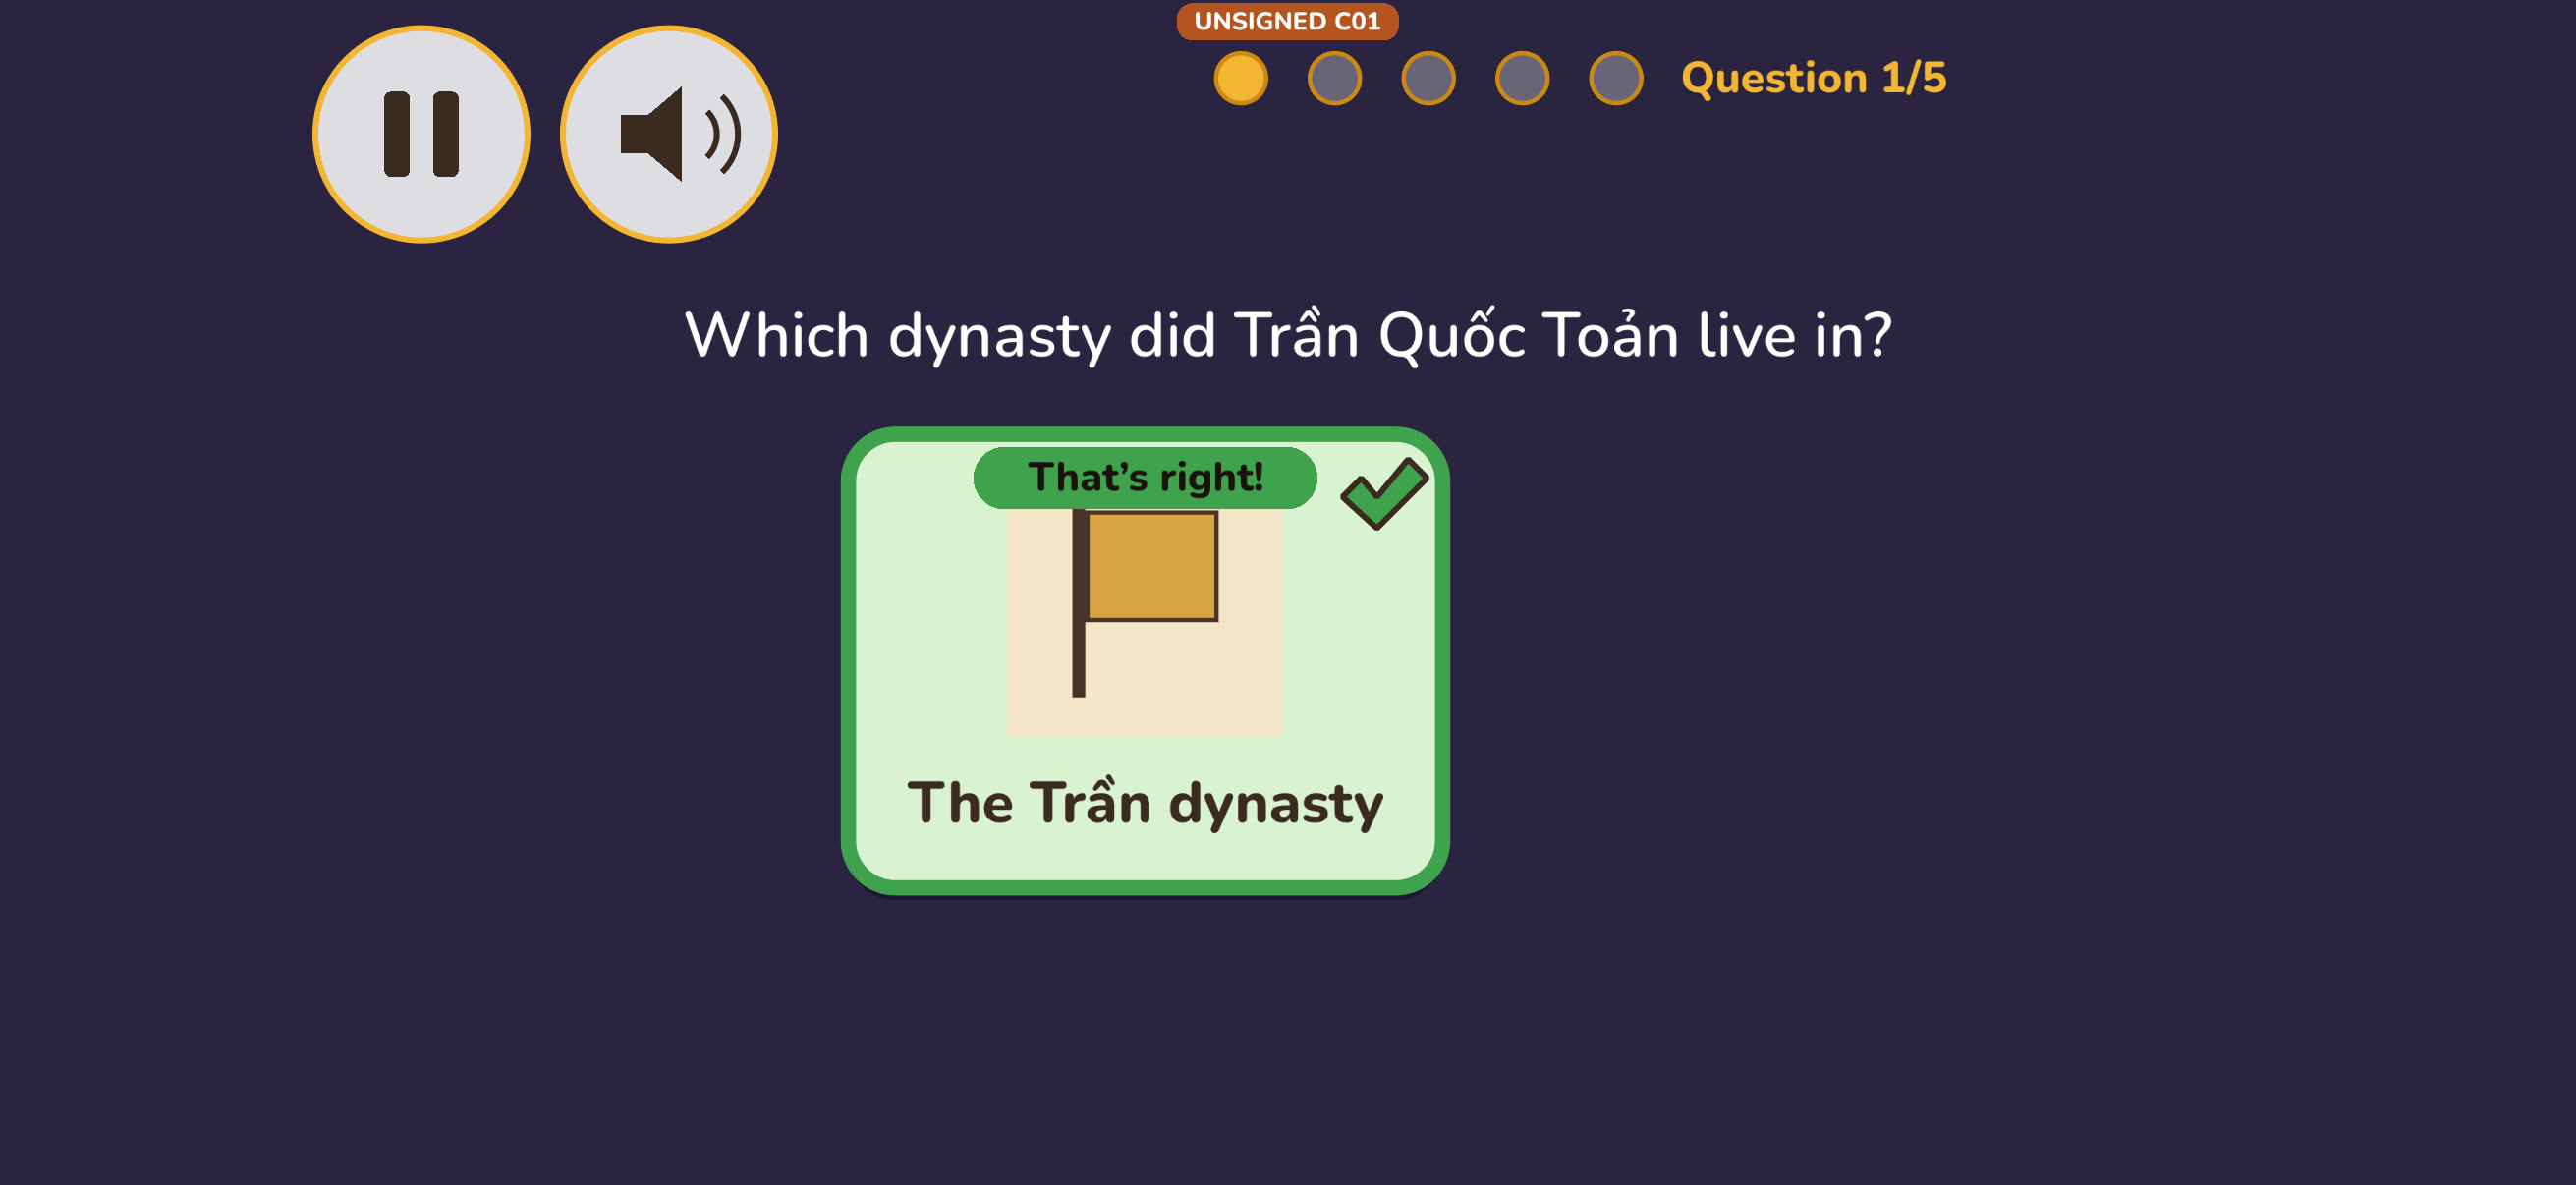 UNSIGNED C01
Question 1/5
Which dynasty did Trần Quốc Toản live in?
That’s right!
The Trần dynasty